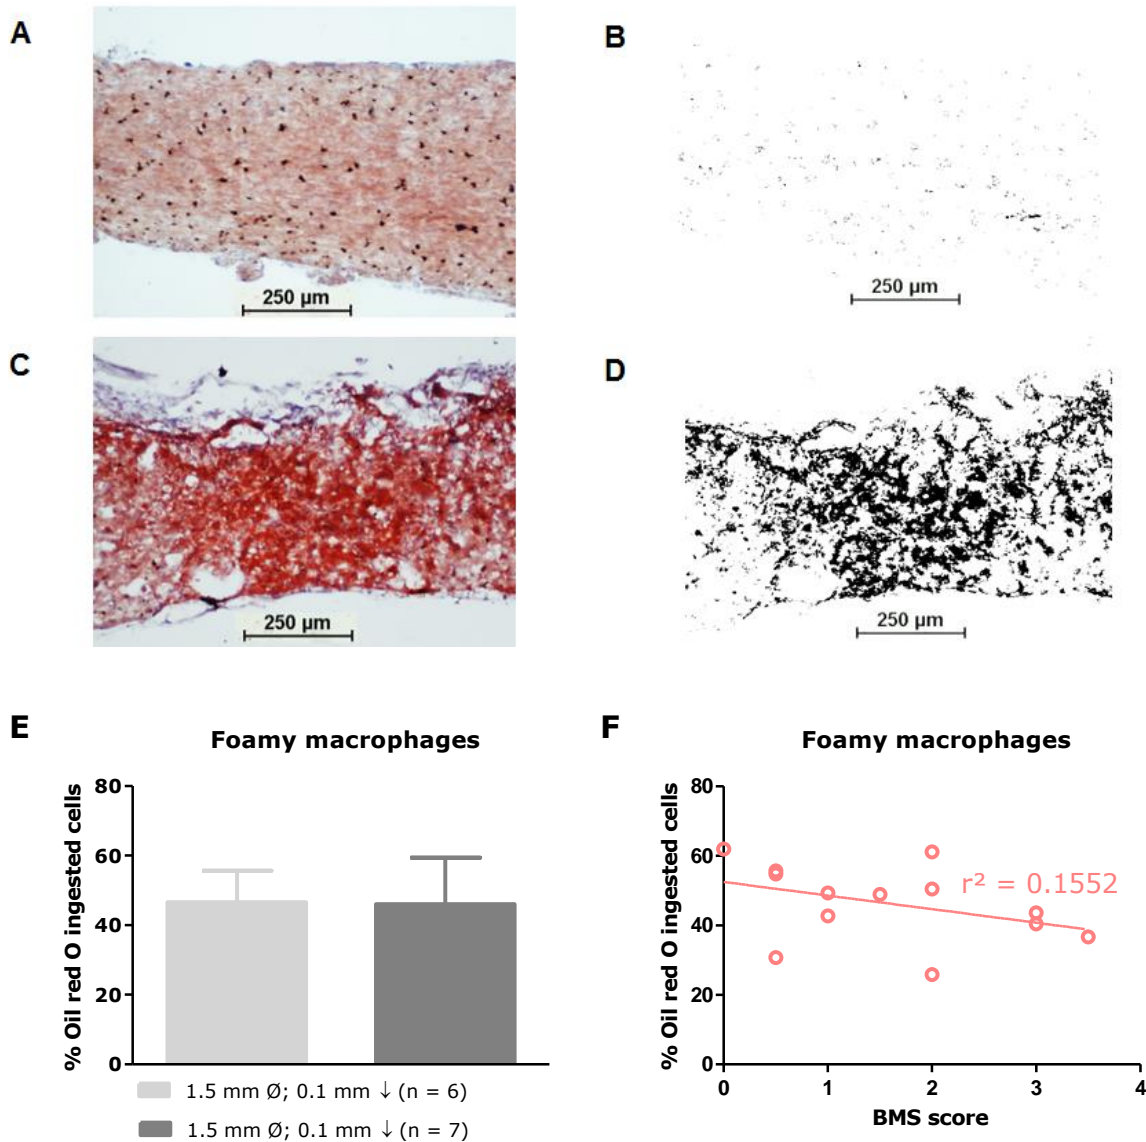 A
B
250 µm
250 µm
C
D
250 µm
250 µm
E
Foamy macrophages
% Oil red O ingested cells
80
60
40
20
0
1.5 mm Ø; 0.1 mm ↓ (n = 6)
1.5 mm Ø; 0.1 mm ↓ (n = 7)
F
Foamy macrophages
% Oil red O ingested cells
80
60
40
20
0
r² = 0.1552
0 1 2 3 4
BMS score